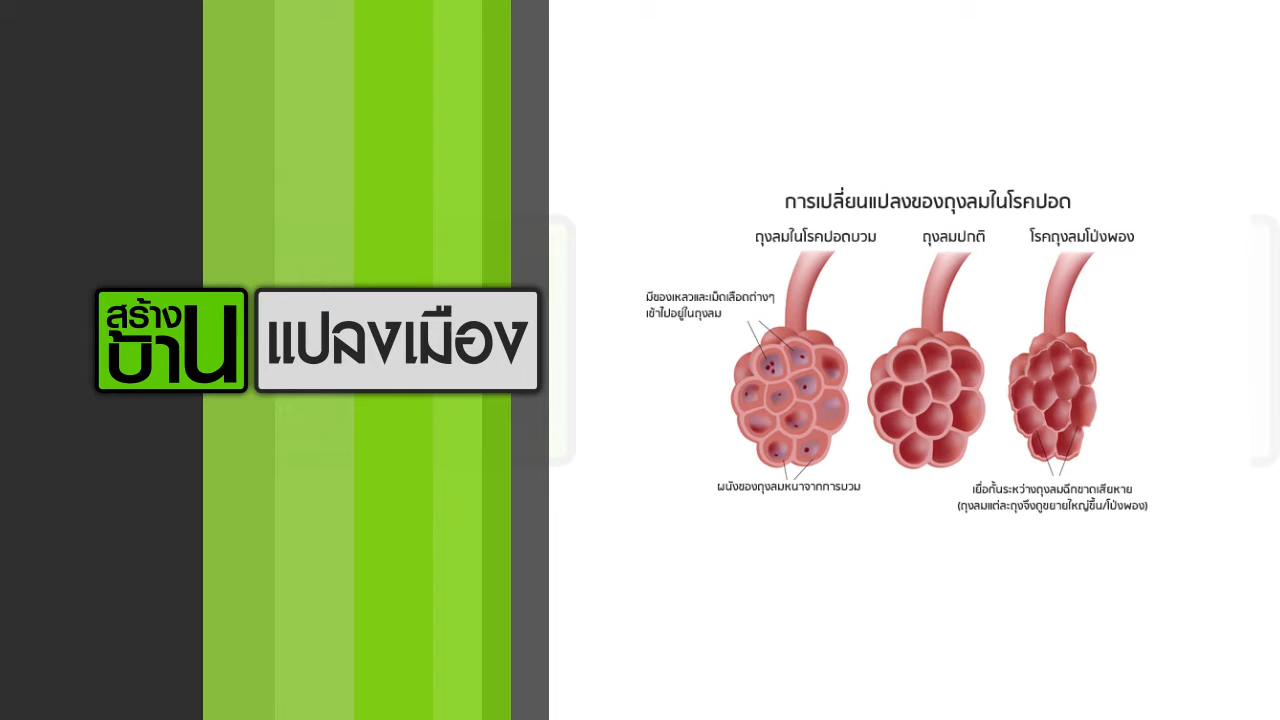 สร้าง
บ้าน
แปลงเมือง
การเปลี่ยนแปลงของถุงลมในโรคปอด
ถุงลมในโรคปอดบวม
ถุงลมปกติ
โรคถุงลมโป่งพอง
มีของเหลวและเม็ดเลือดต่างๆ
เข้าไปอยู่ในถุงลม
ผนังของถุงลมหนาจากการบวม
เยื่อกั้นระหว่างถุงลมฉีกขาดเสียหาย
(ถุงลมแต่ละถุงจึงดูขยายใหญ่ขึ้น/โป่งพอง)